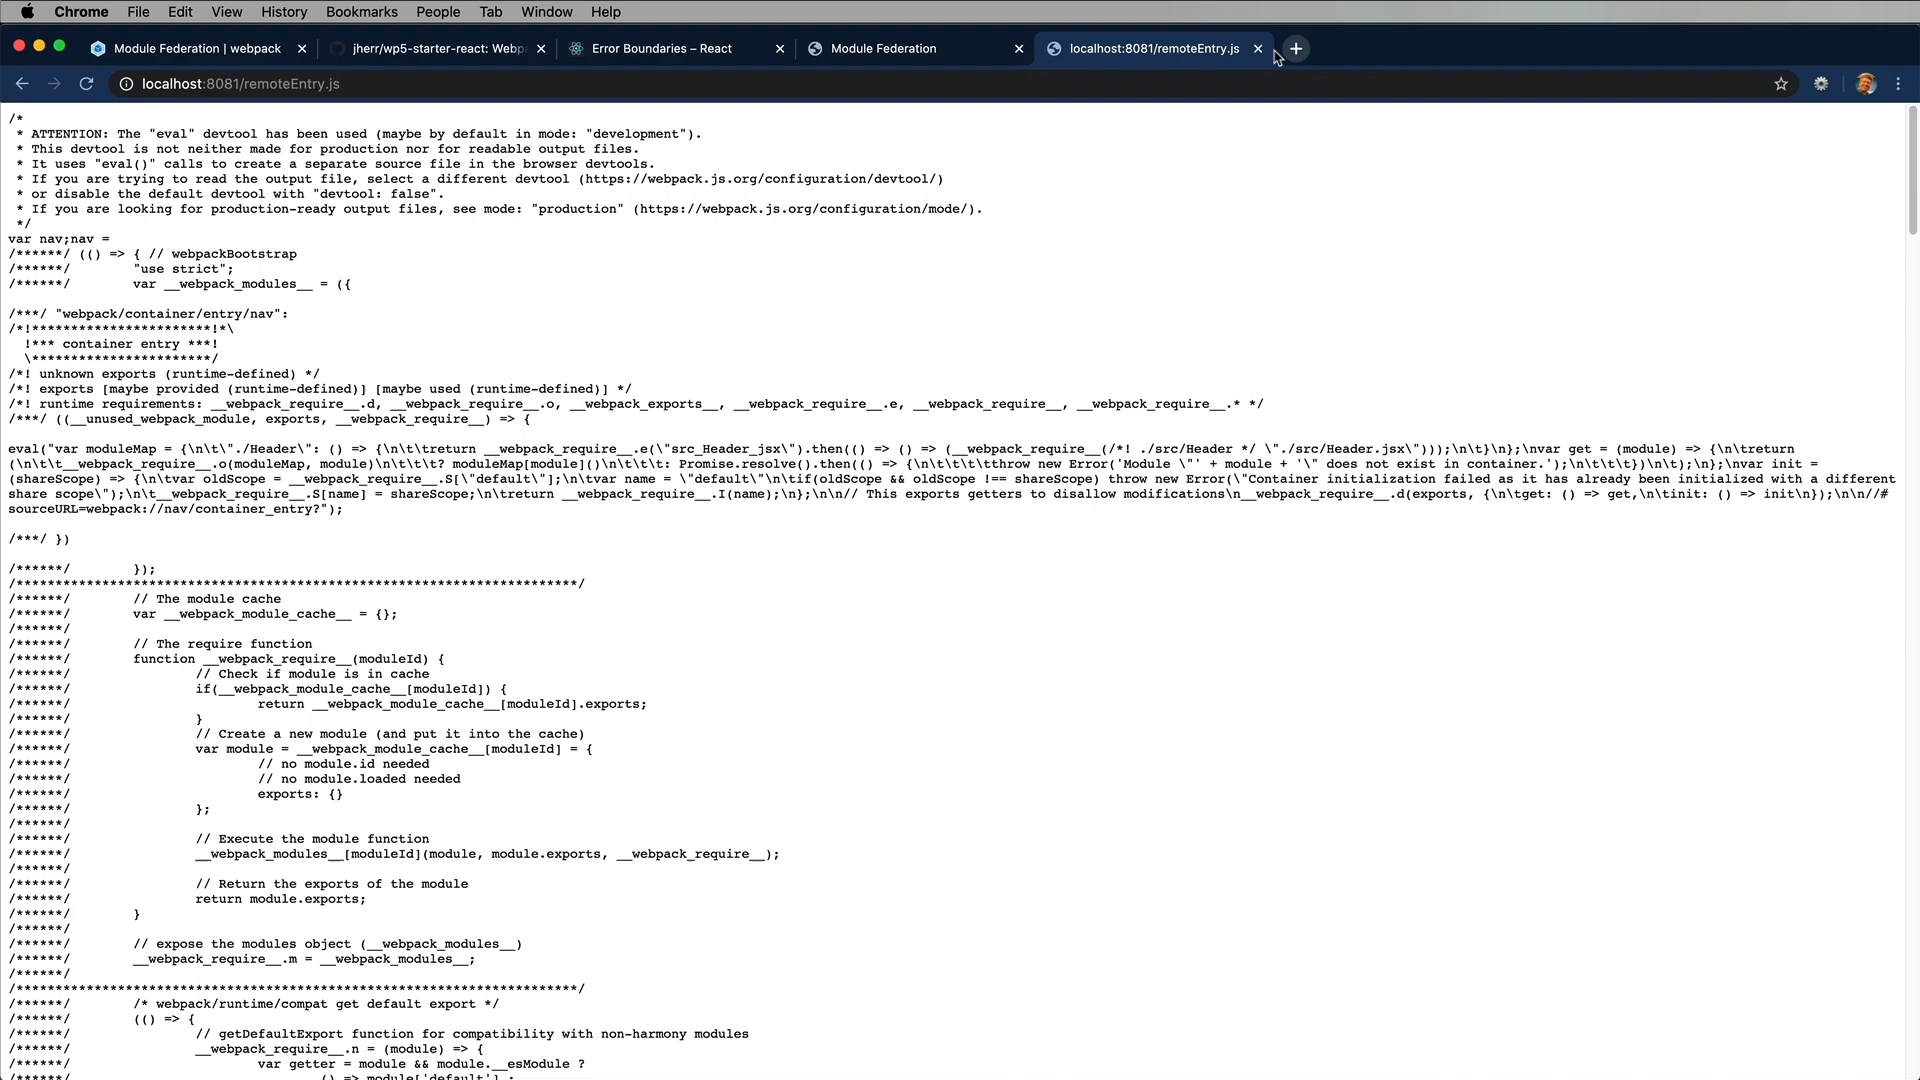 Chrome File Edit View History Bookmarks People Tab Window Help
Module Federation | webpack jherr/wp5-starter-react: Webp Error Boundaries – React Module Federation localhost:8081/remoteEntry.js
localhost:8081/remoteEntry.js
/*
 * ATTENTION: The "eval" devtool has been used (maybe by default in mode: "development").
 * This devtool is not neither made for production nor for readable output files.
 * It uses "eval()" calls to create a separate source file in the browser devtools.
 * If you are trying to read the output file, select a different devtool (https://webpack.js.org/configuration/devtool/)
 * or disable the default devtool with "devtool: false".
 * If you are looking for production-ready output files, see mode: "production" (https://webpack.js.org/configuration/mode/).
 */
var nav;nav =
/******/ (() => { // webpackBootstrap
/******/ "use strict";
/******/ var __webpack_modules__ = ({
/***/ "webpack/container/entry/nav":
/*!***********************!*\
  !*** container entry ***!
  \***********************/
/*! unknown exports (runtime-defined) */
/*! exports [maybe provided (runtime-defined)] [maybe used (runtime-defined)] */
/*! runtime requirements: __webpack_require__.d, __webpack_require__.o, __webpack_exports__, __webpack_require__.e, __webpack_require__, __webpack_require__.* */
/***/ ((__unused_webpack_module, exports, __webpack_require__) => {
eval("var moduleMap = {\n\t\"./Header\": () => {\n\t\treturn __webpack_require__.e(\"src_Header_jsx\").then(() => () => (__webpack_require__(/*! ./src/Header */ \"./src/Header.jsx\")));\n\t}\n};\nvar get = (module) => {\n\treturn
(\n\t\t__webpack_require__.o(moduleMap, module)\n\t\t\t? moduleMap[module]()\n\t\t\t: Promise.resolve().then(() => {\n\t\t\t\tthrow new Error('Module \"' + module + '\" does not exist in container.');\n\t\t\t})\n\t);\n};\nvar init =
(shareScope) => {\n\tvar oldScope = __webpack_require__.S[\"default\"];\n\tvar name = \"default\"\n\tif(oldScope && oldScope !== shareScope) throw new Error(\"Container initialization failed as it has already been initialized with a different
share scope\");\n\t__webpack_require__.S[name] = shareScope;\n\treturn __webpack_require__.I(name);\n};\n\n// This exports getters to disallow modifications\n__webpack_require__.d(exports, {\n\tget: () => get,\n\tinit: () => init\n});\n\n//#
sourceURL=webpack://nav/container_entry?");
/***/ })
/******/ });
/************************************************************************/
/******/ // The module cache
/******/ var __webpack_module_cache__ = {};
/******/
/******/ // The require function
/******/ function __webpack_require__(moduleId) {
/******/ // Check if module is in cache
/******/ if(__webpack_module_cache__[moduleId]) {
/******/ return __webpack_module_cache__[moduleId].exports;
/******/ }
/******/ // Create a new module (and put it into the cache)
/******/ var module = __webpack_module_cache__[moduleId] = {
/******/ // no module.id needed
/******/ // no module.loaded needed
/******/ exports: {}
/******/ };
/******/
/******/ // Execute the module function
/******/ __webpack_modules__[moduleId](module, module.exports, __webpack_require__);
/******/
/******/ // Return the exports of the module
/******/ return module.exports;
/******/ }
/******/
/******/ // expose the modules object (__webpack_modules__)
/******/ __webpack_require__.m = __webpack_modules__;
/******/
/************************************************************************/
/******/ /* webpack/runtime/compat get default export */
/******/ (() => {
/******/ // getDefaultExport function for compatibility with non-harmony modules
/******/ __webpack_require__.n = (module) => {
/******/ var getter = module && module.__esModule ?
/******/ () => module['default'] :